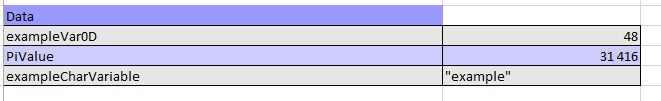 Data
exampleVar0D 48
PiValue 31 416
exampleCharVariable "example"